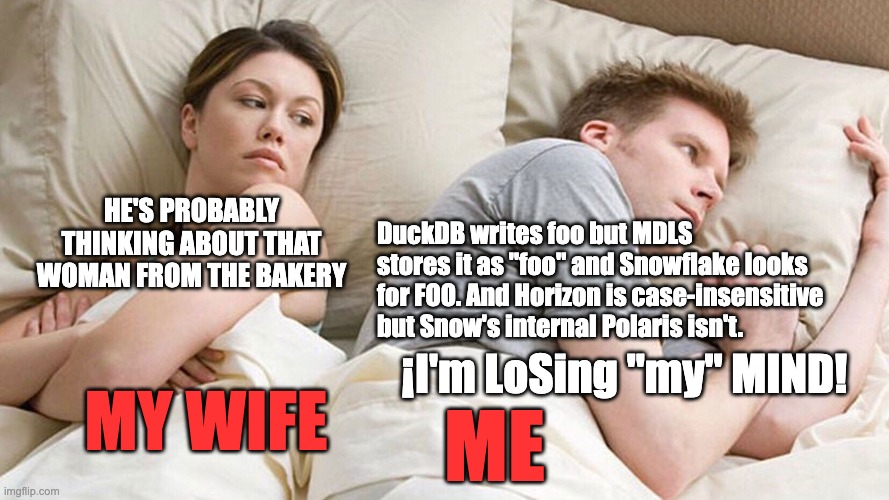 HE'S PROBABLY
THINKING ABOUT THAT
WOMAN FROM THE BAKERY
DuckDB writes foo but MDLS
stores it as "foo" and Snowflake looks
for FOO. And Horizon is case-insensitive
but Snow's internal Polaris isn't.
¡I'm LoSing "my" MIND!
MY WIFE
ME
imgflip.com